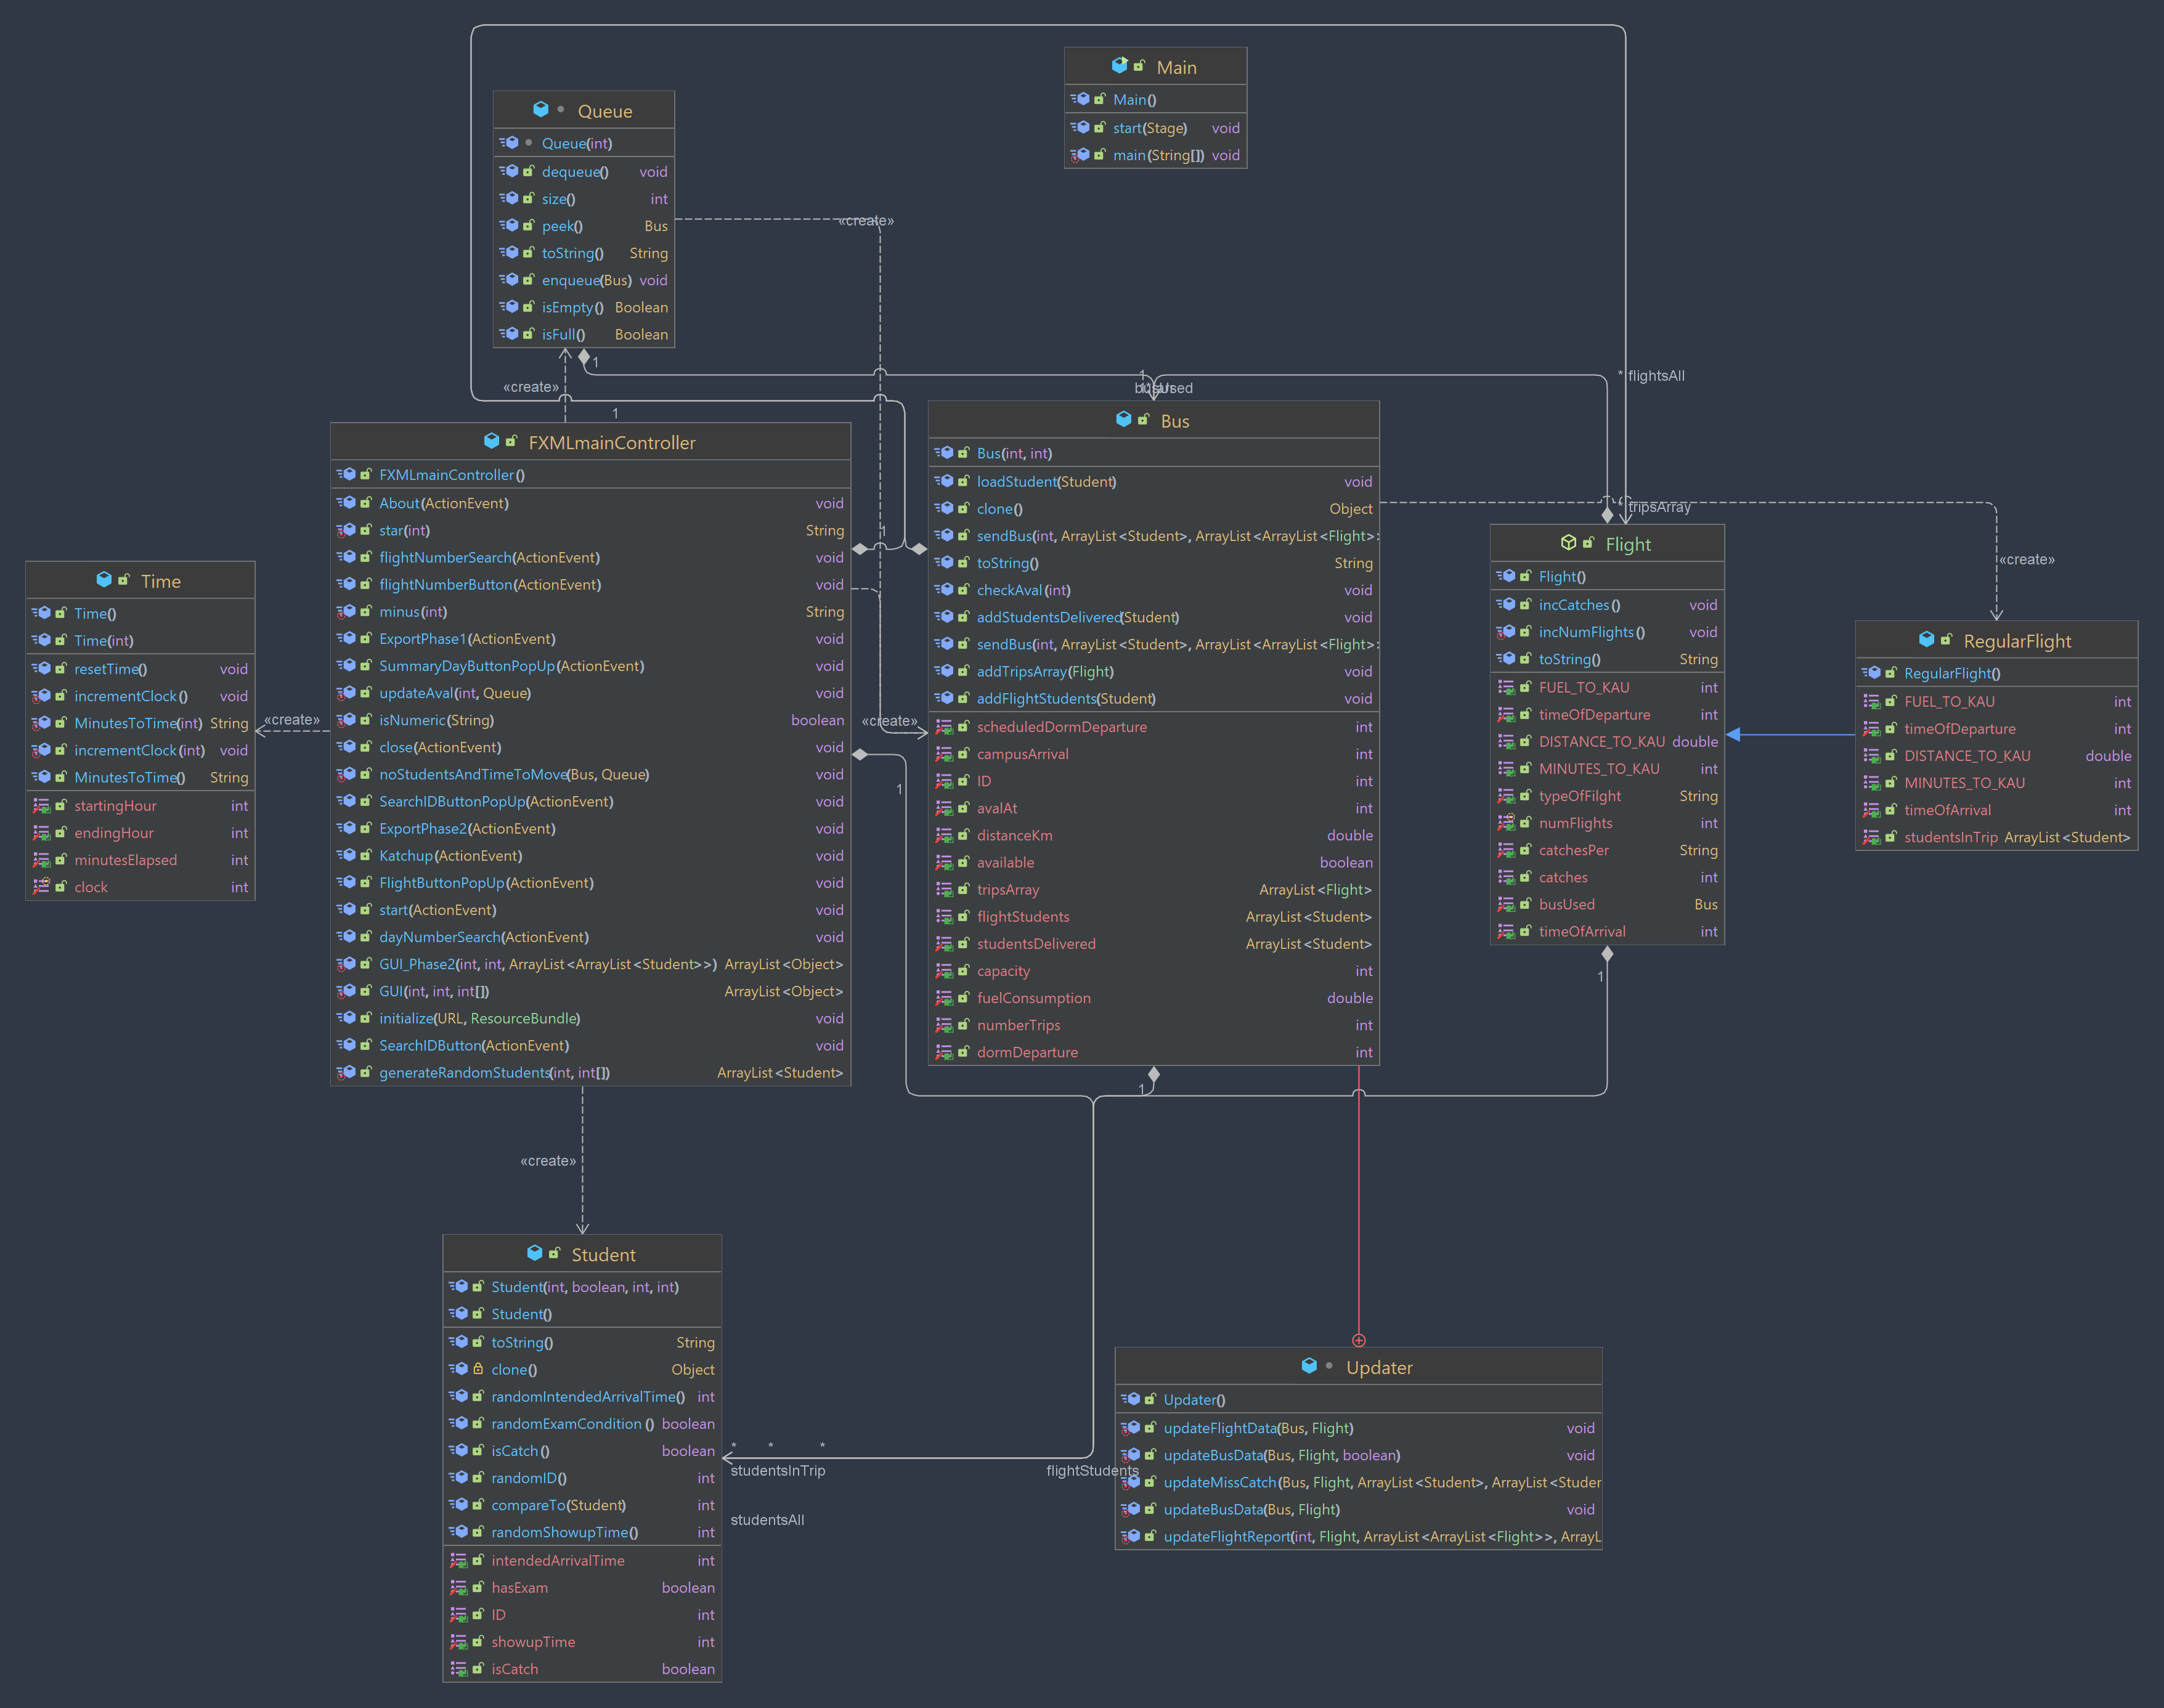 Main
Main()
start(Stage) void
main(String[]) void
Queue
Queue(int)
dequeue() void
size() int
peek() Bus
toString() String
enqueue(Bus) void
isEmpty() Boolean
isFull() Boolean
«create»
1
«create»
1
1
* flightsAll
FXMLmainController
FXMLmainController()
About(ActionEvent) void
star(int) String
flightNumberSearch(ActionEvent) void
flightNumberButton(ActionEvent) void
minus(int) String
ExportPhase1(ActionEvent) void
SummaryDayButtonPopUp(ActionEvent) void
updateAval(int, Queue) void
isNumeric(String) boolean
close(ActionEvent) void
noStudentsAndTimeToMove(Bus, Queue) void
SearchIDButtonPopUp(ActionEvent) void
ExportPhase2(ActionEvent) void
Katchup(ActionEvent) void
FlightButtonPopUp(ActionEvent) void
start(ActionEvent) void
dayNumberSearch(ActionEvent) void
GUI_Phase2(int, int, ArrayList<ArrayList<Student>>) ArrayList<Object>
GUI(int, int, int[]) ArrayList<Object>
initialize(URL, ResourceBundle) void
SearchIDButton(ActionEvent) void
generateRandomStudents(int, int[]) ArrayList<Student>
1
«create»
1
Bus
Bus(int, int)
loadStudent(Student) void
clone() Object
sendBus(int, ArrayList<Student>, ArrayList<ArrayList<Flight>>
toString() String
checkAval(int) void
addStudentsDelivered(Student) void
sendBus(int, ArrayList<Student>, ArrayList<ArrayList<Flight>>
addTripsArray(Flight) void
addFlightStudents(Student) void
scheduledDormDeparture int
campusArrival int
ID int
avalAt int
distanceKm double
available boolean
tripsArray ArrayList<Flight>
flightStudents ArrayList<Student>
studentsDelivered ArrayList<Student>
capacity int
fuelConsumption double
numberTrips int
dormDeparture int
1
* tripsArray
«create»
Flight
Flight()
incCatches() void
incNumFlights() void
toString() String
FUEL_TO_KAU int
timeOfDeparture int
DISTANCE_TO_KAU double
MINUTES_TO_KAU int
typeOfFilght String
numFlights int
catchesPer String
catches int
busUsed Bus
timeOfArrival int
1
RegularFlight
RegularFlight()
FUEL_TO_KAU int
timeOfDeparture int
DISTANCE_TO_KAU double
MINUTES_TO_KAU int
timeOfArrival int
studentsInTrip ArrayList<Student>
Time
Time()
Time(int)
resetTime() void
incrementClock() void
MinutesToTime(int) String
incrementClock(int) void
MinutesToTime() String
startingHour int
endingHour int
minutesElapsed int
clock int
«create»
«create»
Student
Student(int, boolean, int, int)
Student()
toString() String
clone() Object
randomIntendedArrivalTime() int
randomExamCondition() boolean
isCatch() boolean
randomID() int
compareTo(Student) int
randomShowupTime() int
intendedArrivalTime int
hasExam boolean
ID int
showupTime int
isCatch boolean
* * *
studentsInTrip
flightStudents
studentsAll
Updater
Updater()
updateFlightData(Bus, Flight) void
updateBusData(Bus, Flight, boolean) void
updateMissCatch(Bus, Flight, ArrayList<Student>, ArrayList<Studer
updateBusData(Bus, Flight) void
updateFlightReport(int, Flight, ArrayList<ArrayList<Flight>>, ArrayL